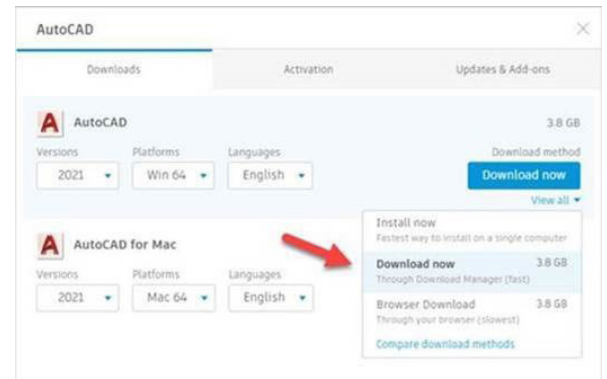 AutoCAD
Downloads Activation Updates & Add-ons
AutoCAD 3.8 GB
Versions Platforms Languages Download method
2021 Win 64 English Download now
View all
AutoCAD for Mac
Versions Platforms Languages
2021 Mac 64 English
Install now
Fastest way to install on a single computer
Download now 3.8 GB
Through Download Manager (fast)
Browser Download 3.8 GB
Through your browser (slowest)
Compare download methods